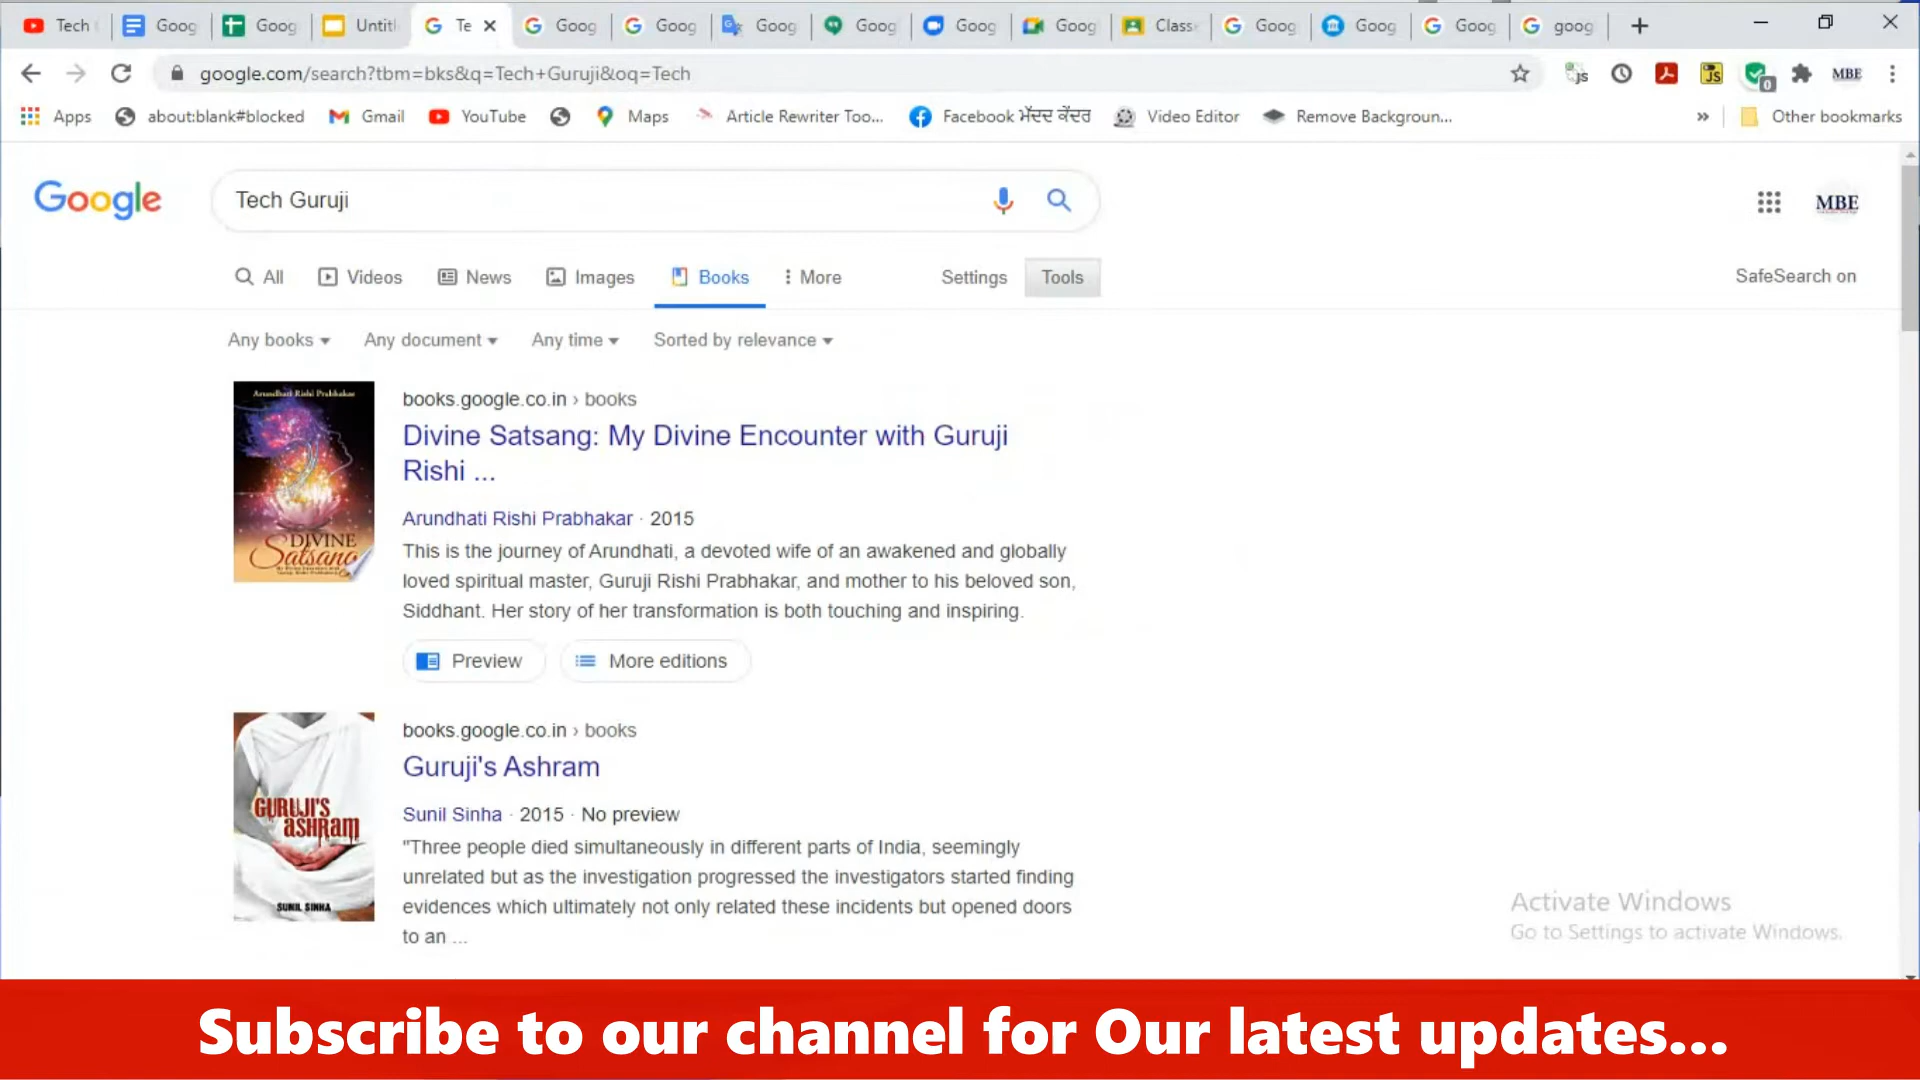 Tech
Goog
Goog
Untitl
Te
Goog
Goog
Goog
Goog
Goog
Goog
Class
Goog
Goog
Goog
goog
google.com/search?tbm=bks&q=Tech+Guruji&oq=Tech
js
JS
0
MBE
Apps
about:blank#blocked
Gmail
YouTube
Maps
Article Rewriter Too...
Facebook ਮੱਦਦ ਕੇਂਦਰ
Video Editor
Remove Backgroun...
»
Other bookmarks
Google
Tech Guruji
MBE
All
Videos
News
Images
Books
More
Settings
Tools
SafeSearch on
Any books
Any document
Any time
Sorted by relevance
Arundhati Rishi Prabhakar
DIVINE
Satsang
books.google.co.in › books
Divine Satsang: My Divine Encounter with Guruji
Rishi ...
Arundhati Rishi Prabhakar · 2015
This is the journey of Arundhati, a devoted wife of an awakened and globally
loved spiritual master, Guruji Rishi Prabhakar, and mother to his beloved son,
Siddhant. Her story of her transformation is both touching and inspiring.
Preview
More editions
GURUJI'S
ASHRAM
SUNIL SINHA
books.google.co.in › books
Guruji's Ashram
Sunil Sinha · 2015 · No preview
"Three people died simultaneously in different parts of India, seemingly
unrelated but as the investigation progressed the investigators started finding
evidences which ultimately not only related these incidents but opened doors
to an ...
Activate Windows
Go to Settings to activate Windows.
Subscribe to our channel for Our latest updates...